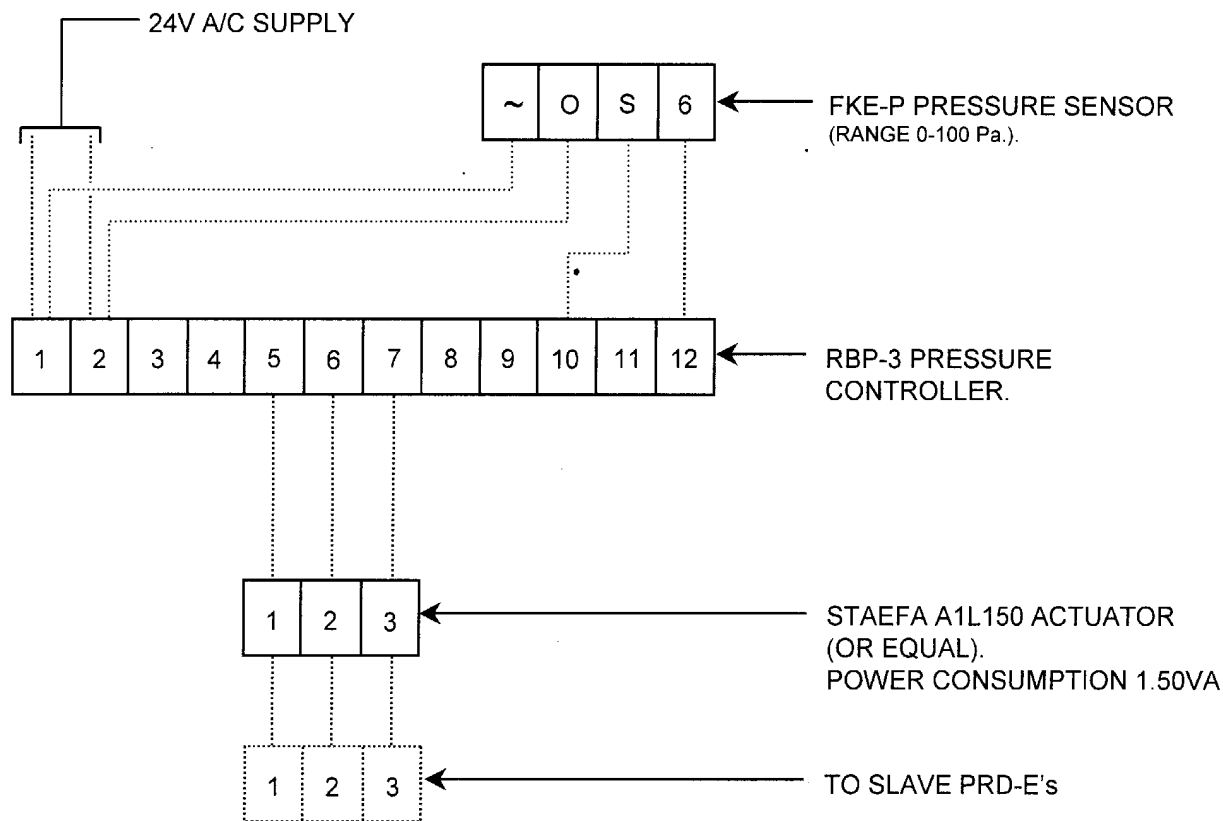 24V A/C SUPPLY
~ O S 6
FKE-P PRESSURE SENSOR
(RANGE 0-100 Pa.).
1 2 3 4 5 6 7 8 9 10 11 12
RBP-3 PRESSURE
CONTROLLER.
1 2 3
STAEFA A1L150 ACTUATOR
(OR EQUAL).
POWER CONSUMPTION 1.50VA
1 2 3
TO SLAVE PRD-E's